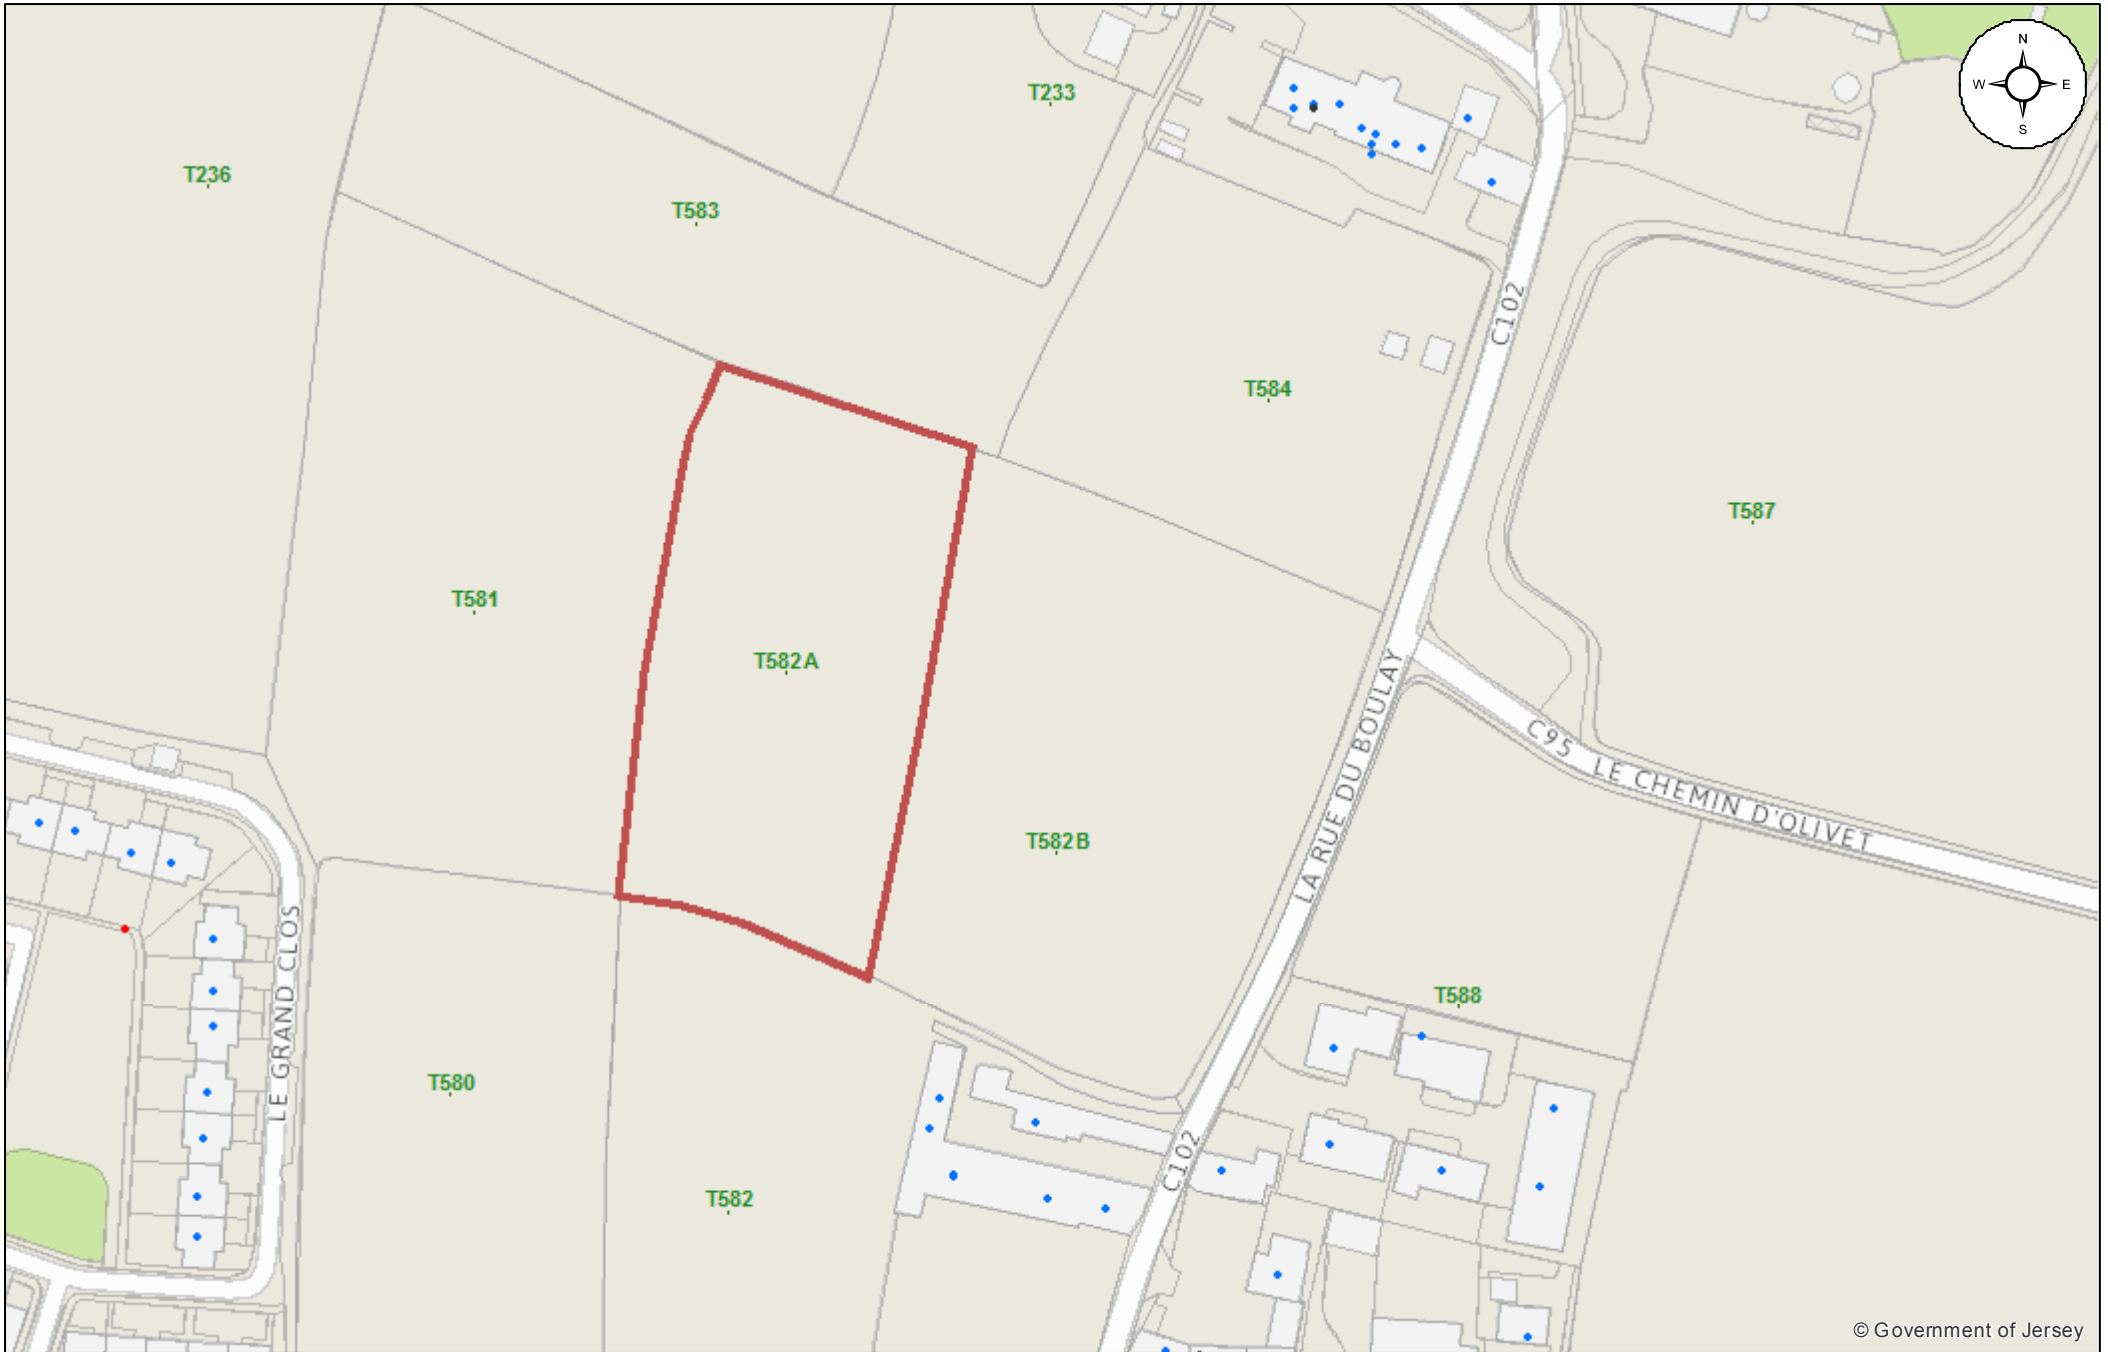 N
W E
S
T233
T236
T583
C102
T584
T587
T581
T582A
LA RUE DU BOULAY
C95
LE CHEMIN D'OLIVET
T582B
LE GRAND CLOS
T588
T580
C102
T582
© Government of Jersey